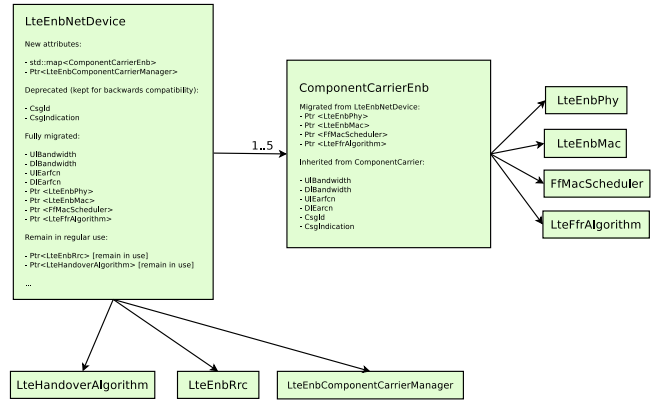 LteEnbNetDevice
New attributes:
- std::map<ComponentCarrierEnb>
- Ptr<LteEnbComponentCarrierManager>
Deprecated (kept for backwards compatibility):
- CsgId
- CsgIndication
Fully migrated:
- UlBandwidth
- DlBandwidth
- UlEarfcn
- DlEarfcn
- Ptr <LteEnbPhy>
- Ptr <LteEnbMac>
- Ptr <FfMacScheduler>
- Ptr <LteFfrAlgorithm>
Remain in regular use:
- Ptr<LteEnbRrc> [remain in use]
- Ptr<LteHandoverAlgorithm> [remain in use]
...
1..5
ComponentCarrierEnb
Migrated from LteEnbNetDevice:
- Ptr <LteEnbPhy>
- Ptr <LteEnbMac>
- Ptr <FfMacScheduler>
- Ptr <LteFfrAlgorithm>
Inherited from ComponentCarrier:
- UlBandwidth
- DlBandwidth
- UlEarfcn
- DlEarcn
- CsgId
- CsgIndication
LteEnbPhy
LteEnbMac
FfMacScheduler
LteFfrAlgorithm
LteHandoverAlgorithm
LteEnbRrc
LteEnbComponentCarrierManager